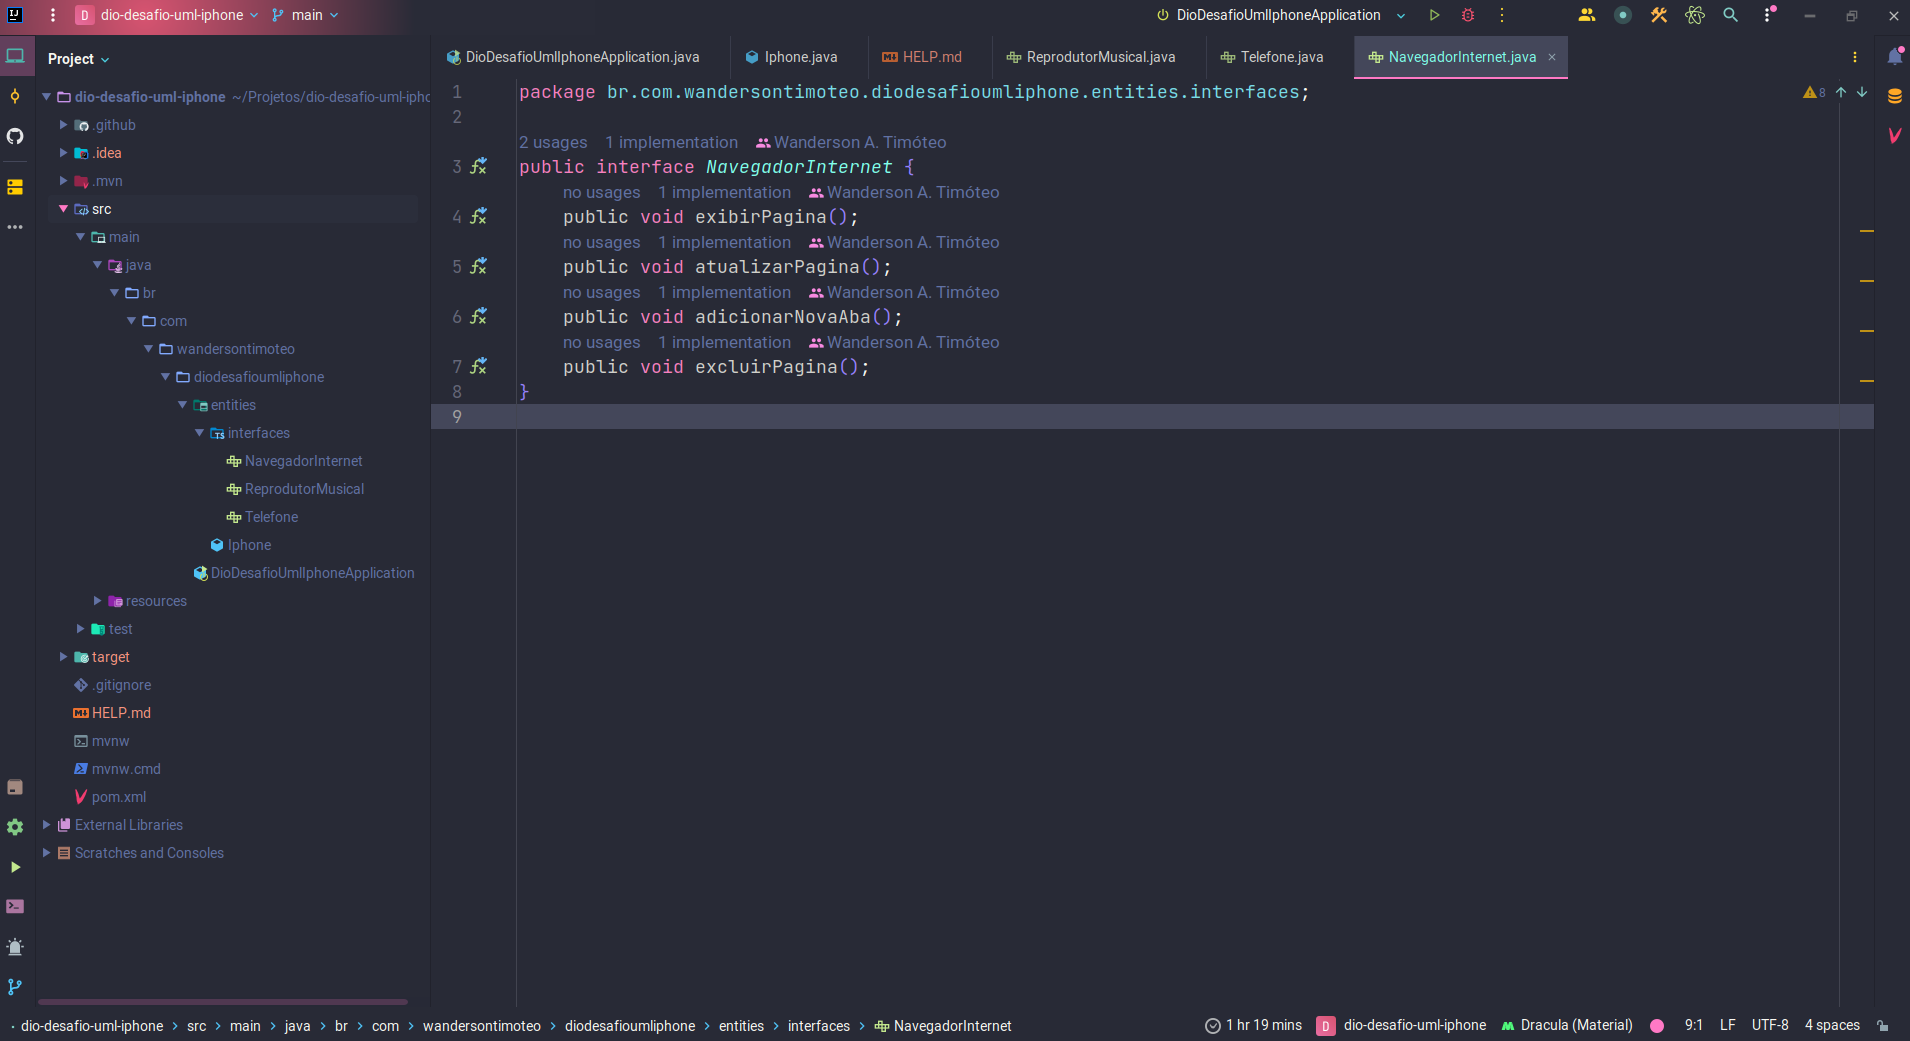 IJ
D dio-desafio-uml-iphone main
DioDesafioUmlIphoneApplication
Project
DioDesafioUmlIphoneApplication.java Iphone.java HELP.md ReprodutorMusical.java Telefone.java NavegadorInternet.java
dio-desafio-uml-iphone ~/Projetos/dio-desafio-uml-ipho
.github
.idea
.mvn
src
main
java
br
com
wandersontimoteo
diodesafioumliphone
entities
interfaces
NavegadorInternet
ReprodutorMusical
Telefone
Iphone
DioDesafioUmlIphoneApplication
resources
test
target
.gitignore
HELP.md
mvnw
mvnw.cmd
pom.xml
External Libraries
Scratches and Consoles
1 package br.com.wandersontimoteo.diodesafioumliphone.entities.interfaces;
8
2
2 usages 1 implementation Wanderson A. Timóteo
3 public interface NavegadorInternet {
no usages 1 implementation Wanderson A. Timóteo
4 public void exibirPagina();
no usages 1 implementation Wanderson A. Timóteo
5 public void atualizarPagina();
no usages 1 implementation Wanderson A. Timóteo
6 public void adicionarNovaAba();
no usages 1 implementation Wanderson A. Timóteo
7 public void excluirPagina();
8 }
9
dio-desafio-uml-iphone > src > main > java > br > com > wandersontimoteo > diodesafioumliphone > entities > interfaces > NavegadorInternet
1 hr 19 mins D dio-desafio-uml-iphone Dracula (Material) 9:1 LF UTF-8 4 spaces